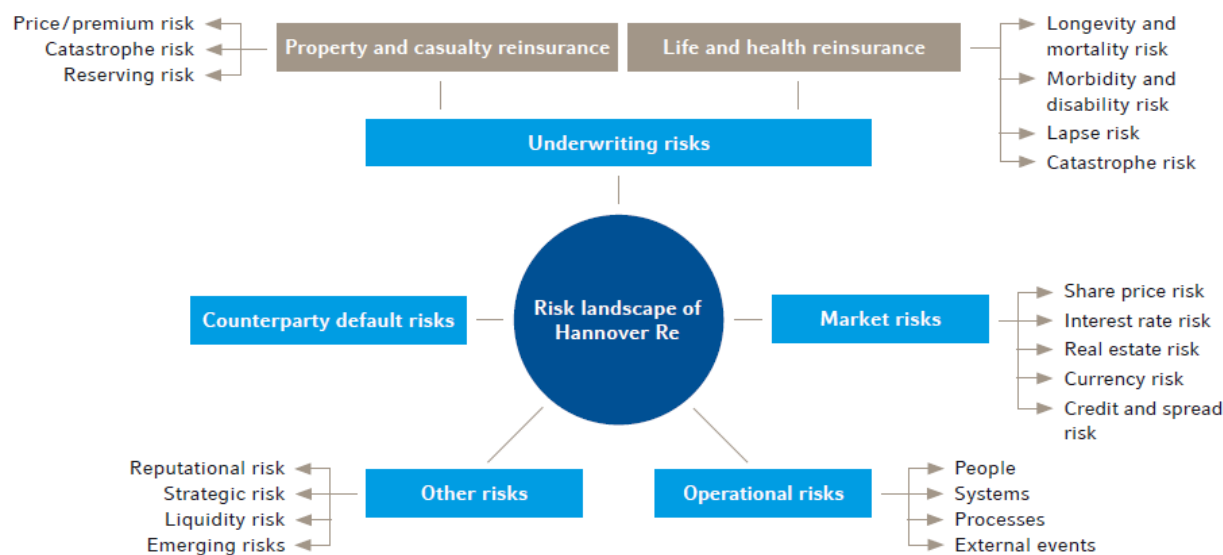 Price/premium risk
Catastrophe risk
Reserving risk
Property and casualty reinsurance
Life and health reinsurance
Longevity and
mortality risk
Morbidity and
disability risk
Lapse risk
Catastrophe risk
Underwriting risks
Risk landscape of
Hannover Re
Counterparty default risks
Market risks
Share price risk
Interest rate risk
Real estate risk
Currency risk
Credit and spread
risk
Reputational risk
Strategic risk
Liquidity risk
Emerging risks
Other risks
Operational risks
People
Systems
Processes
External events